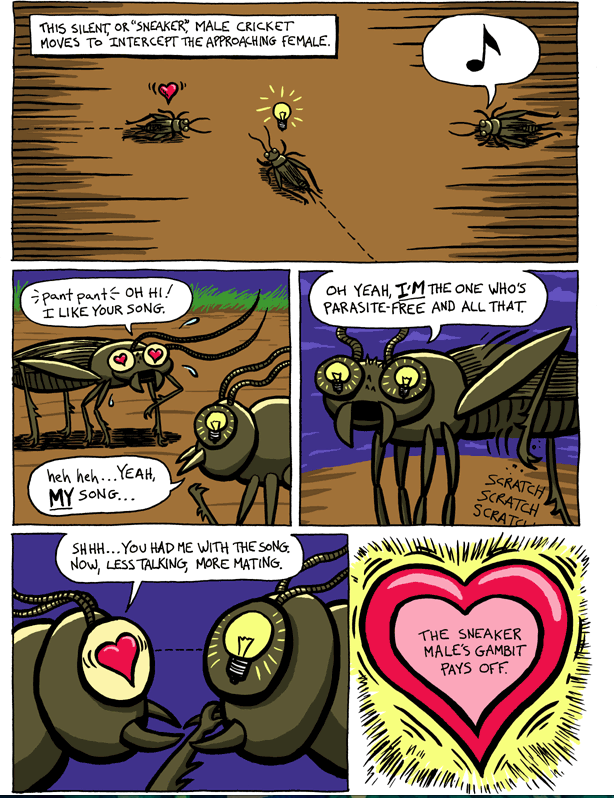 THIS SILENT, OR "SNEAKER," MALE CRICKET
MOVES TO INTERCEPT THE APPROACHING FEMALE.
pant pant OH HI!
I LIKE YOUR SONG.
heh heh...YEAH,
MY SONG...
OH YEAH, I'M THE ONE WHO'S
PARASITE-FREE AND ALL THAT.
SCRATCH
SCRATCH
SCRATCH
SHHH...YOU HAD ME WITH THE SONG.
NOW, LESS TALKING, MORE MATING.
THE SNEAKER
MALE'S GAMBIT
PAYS OFF.